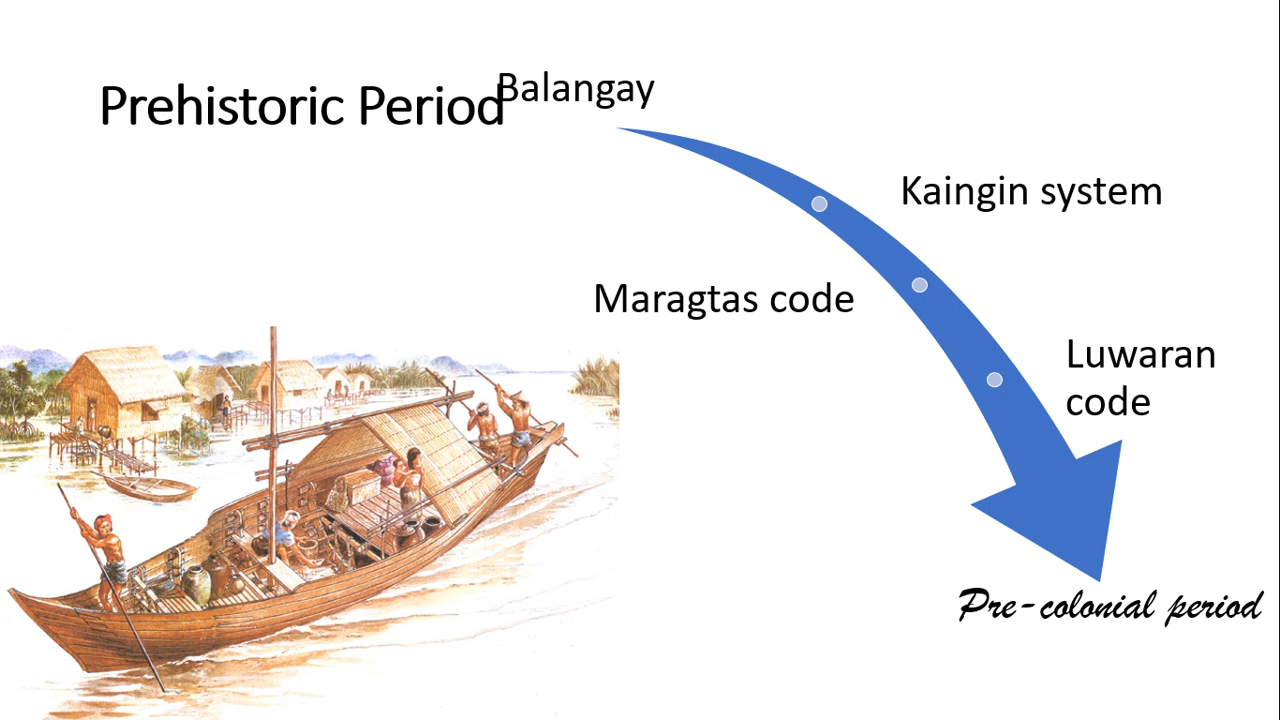 Prehistoric Period
Balangay
Kaingin system
Maragtas code
Luwaran
code
Pre-colonial period